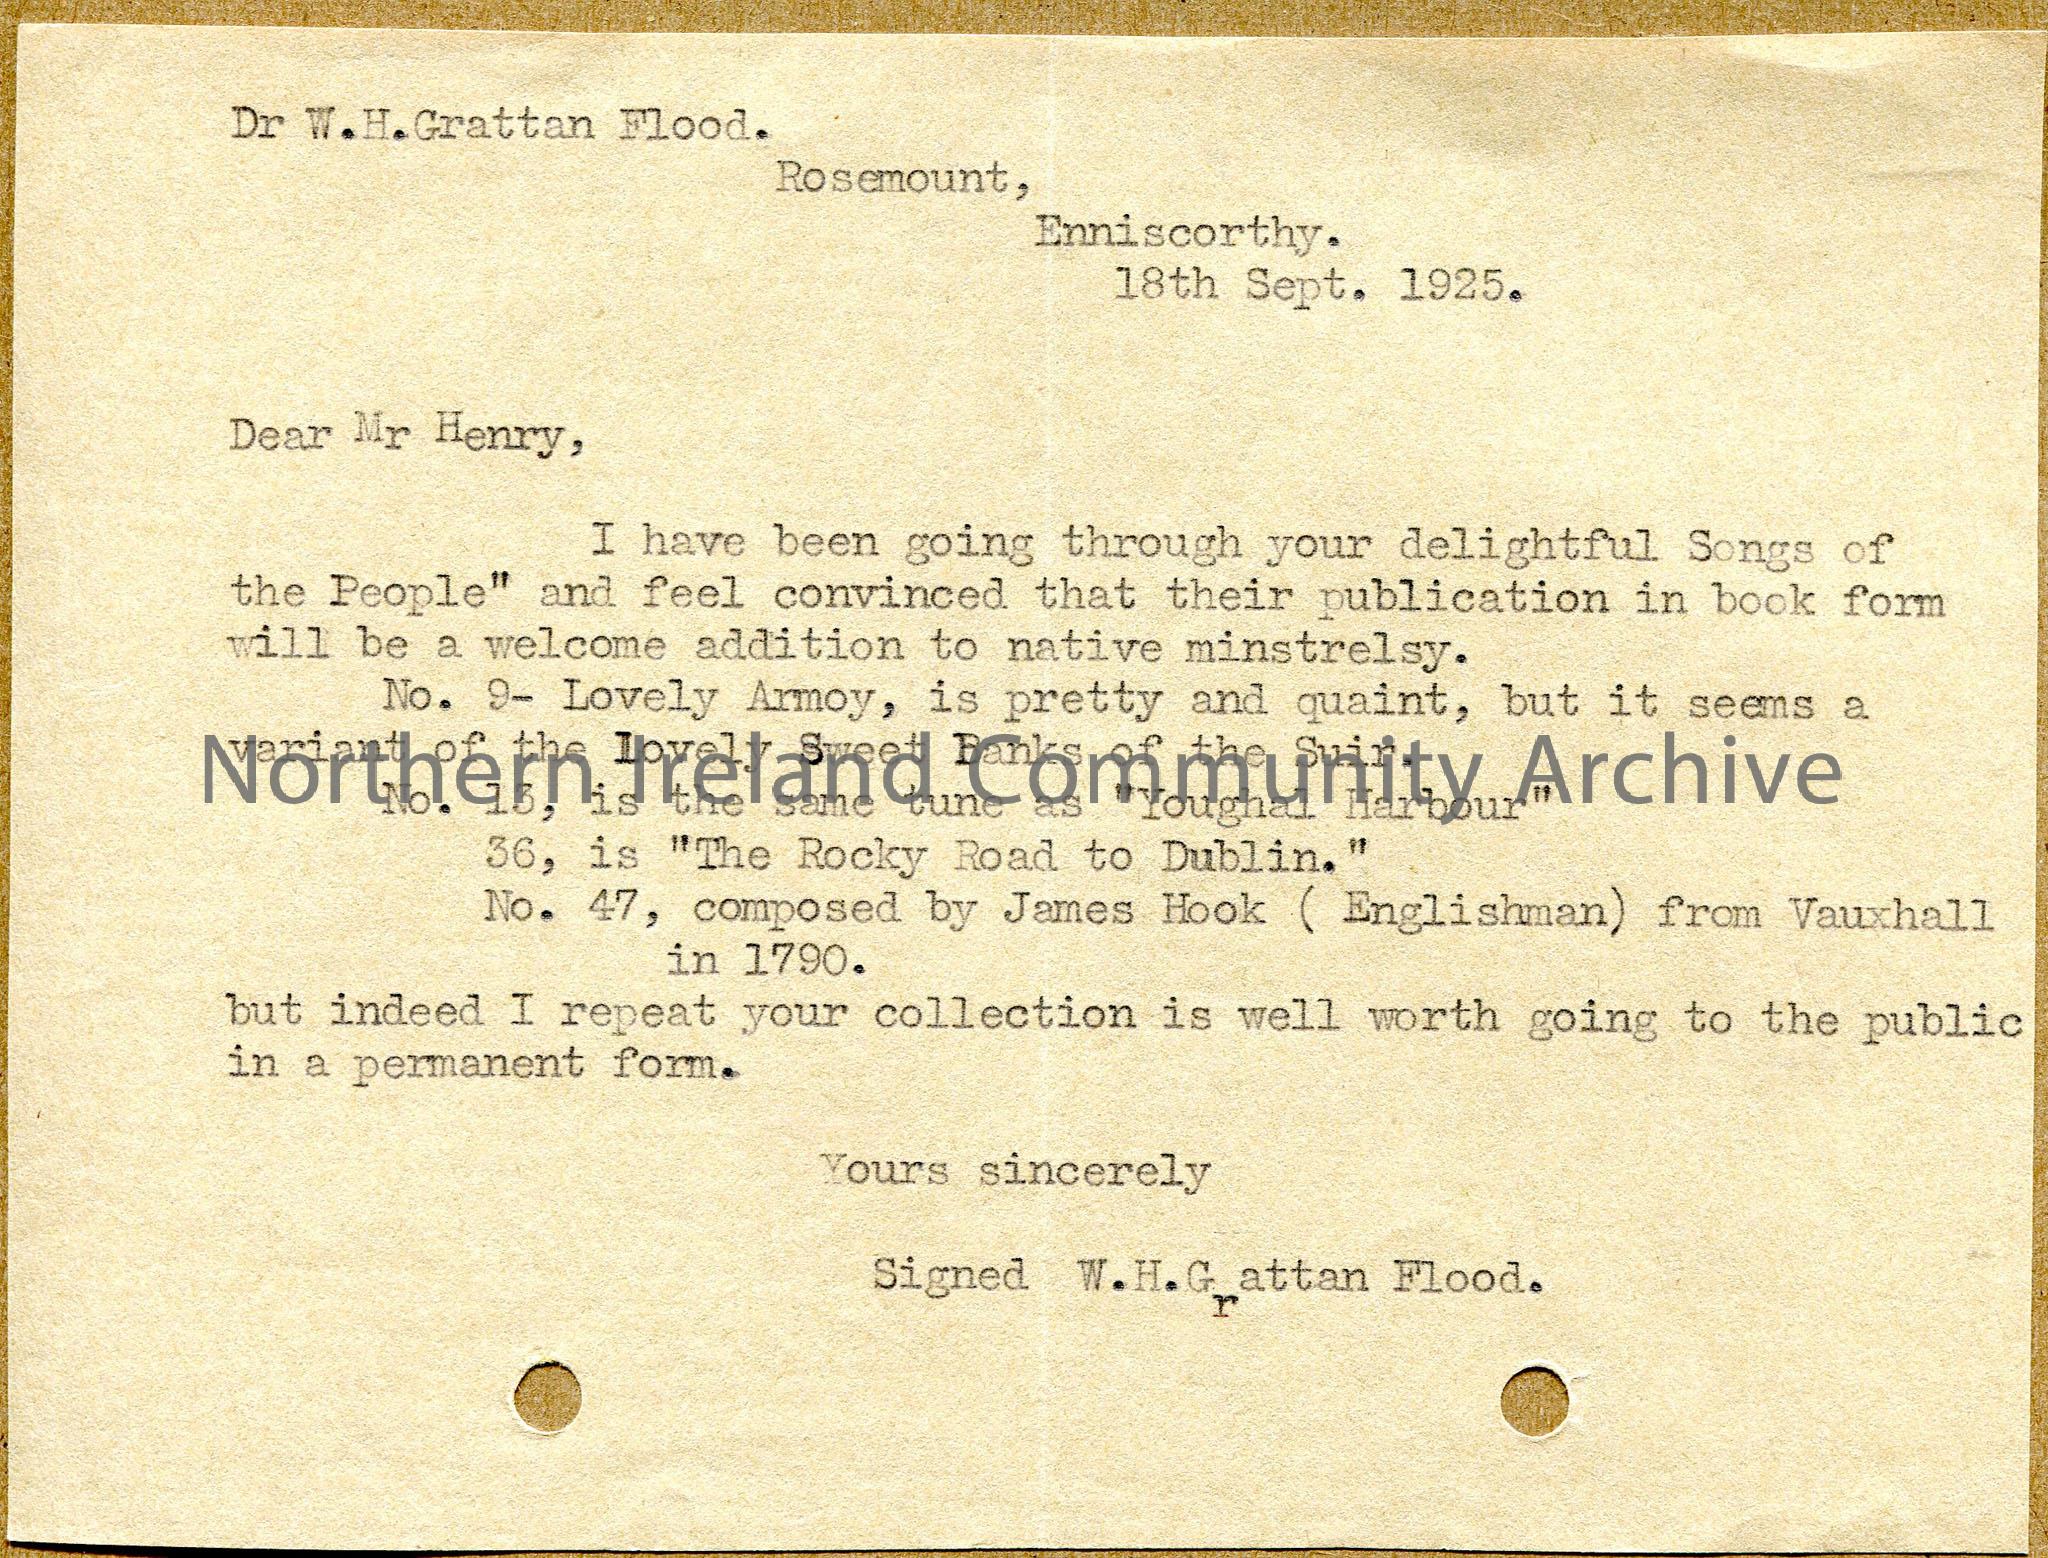 Dr W.H.Grattan Flood.
Rosemount,
Enniscorthy.
18th Sept. 1925.
Dear Mr Henry,
I have been going through your delightful Songs of
the People" and feel convinced that their publication in book form
will be a welcome addition to native minstrelsy.
No. 9- Lovely Armoy, is pretty and quaint, but it seems a
variant of the Lovely Sweet Banks of the Suir.
Northern Ireland Community Archive
No. 13, is the same tune as "Youghal Harbour"
36, is "The Rocky Road to Dublin."
No. 47, composed by James Hook ( Englishman) from Vauxhall
in 1790.
but indeed I repeat your collection is well worth going to the public
in a permanent form.
Yours sincerely
Signed W.H.Grattan Flood.